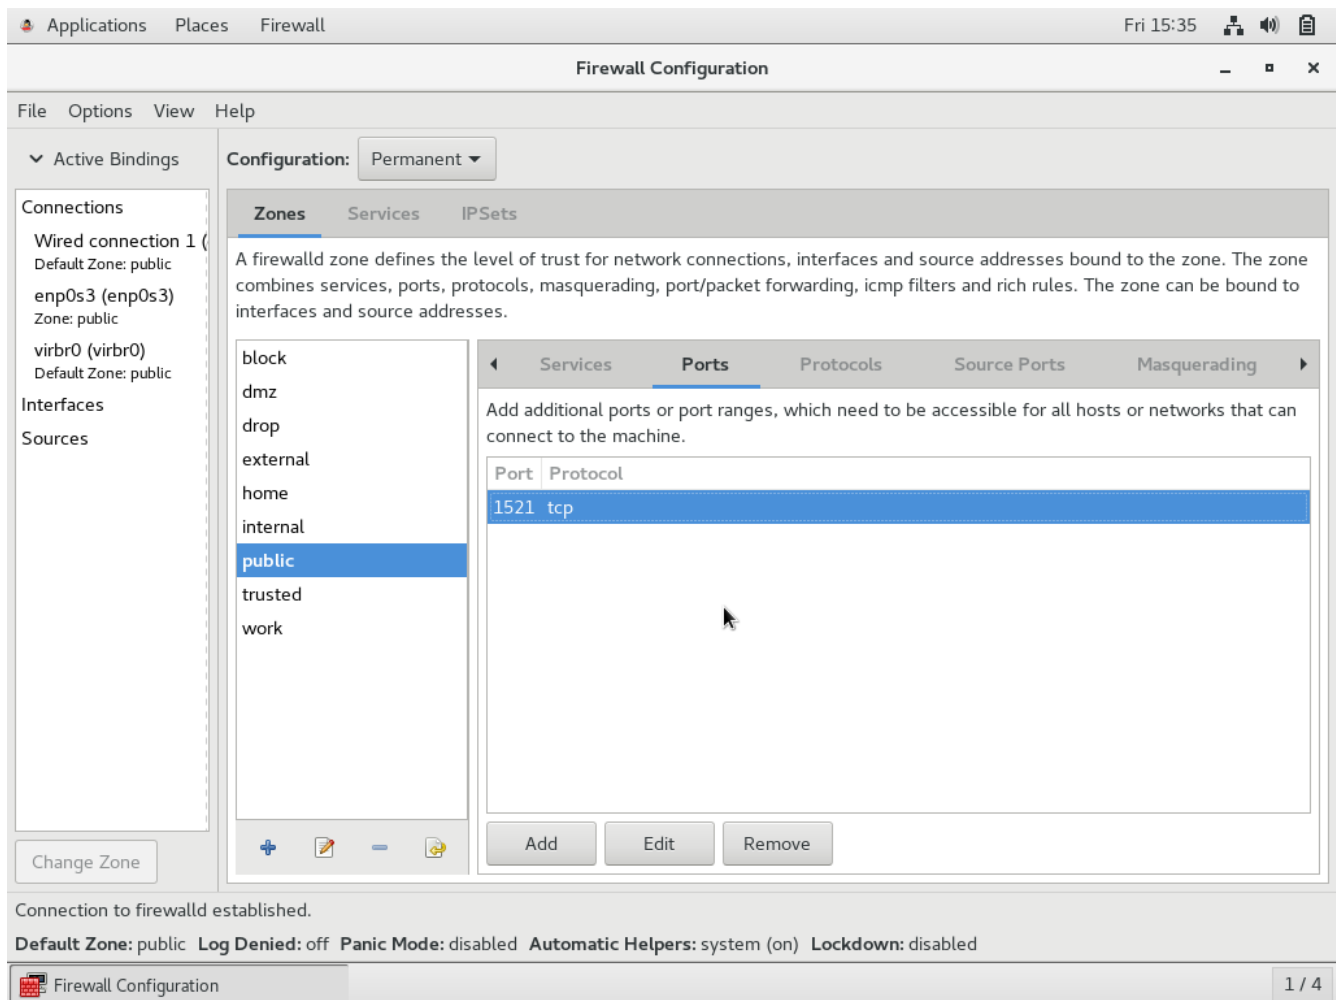 Applications Places Firewall Fri 15:35
Firewall Configuration
File Options View Help
Active Bindings
Configuration: Permanent
Connections
Wired connection 1 (
Default Zone: public
enp0s3 (enp0s3)
Zone: public
virbr0 (virbr0)
Default Zone: public
Interfaces
Sources
Change Zone
Zones Services IPSets
A firewalld zone defines the level of trust for network connections, interfaces and source addresses bound to the zone. The zone
combines services, ports, protocols, masquerading, port/packet forwarding, icmp filters and rich rules. The zone can be bound to
interfaces and source addresses.
block
dmz
drop
external
home
internal
public
trusted
work
Services Ports Protocols Source Ports Masquerading
Add additional ports or port ranges, which need to be accessible for all hosts or networks that can
connect to the machine.
Port Protocol
1521 tcp
Add Edit Remove
Connection to firewalld established.
Default Zone: public Log Denied: off Panic Mode: disabled Automatic Helpers: system (on) Lockdown: disabled
Firewall Configuration 1 / 4